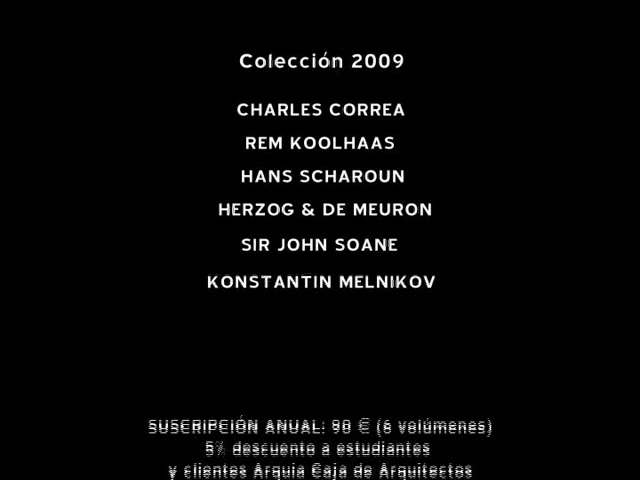 Colección 2009
CHARLES CORREA
REM KOOLHAAS
HANS SCHAROUN
HERZOG & DE MEURON
SIR JOHN SOANE
KONSTANTIN MELNIKOV
SUSCRIPCIÓN ANUAL: 90 € (6 volúmenes)
5% descuento a estudiantes
y clientes Arquia Caja de Arquitectos